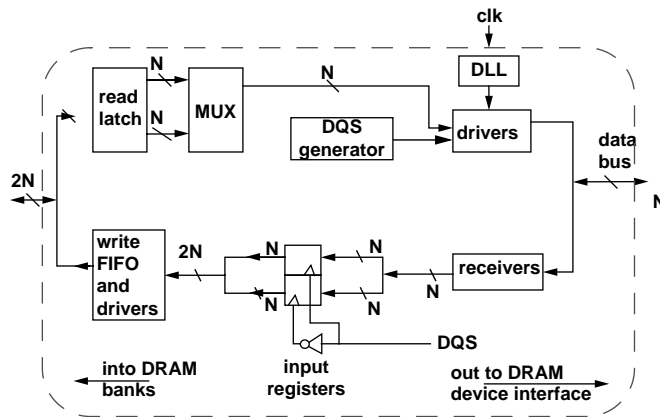 clk
DLL
N
N
read
latch
MUX
N
DQS
generator
drivers
data
bus
N
2N
write
FIFO
and
drivers
2N
N
N
N
N
N
receivers
DQS
input
registers
into DRAM
banks
out to DRAM
device interface